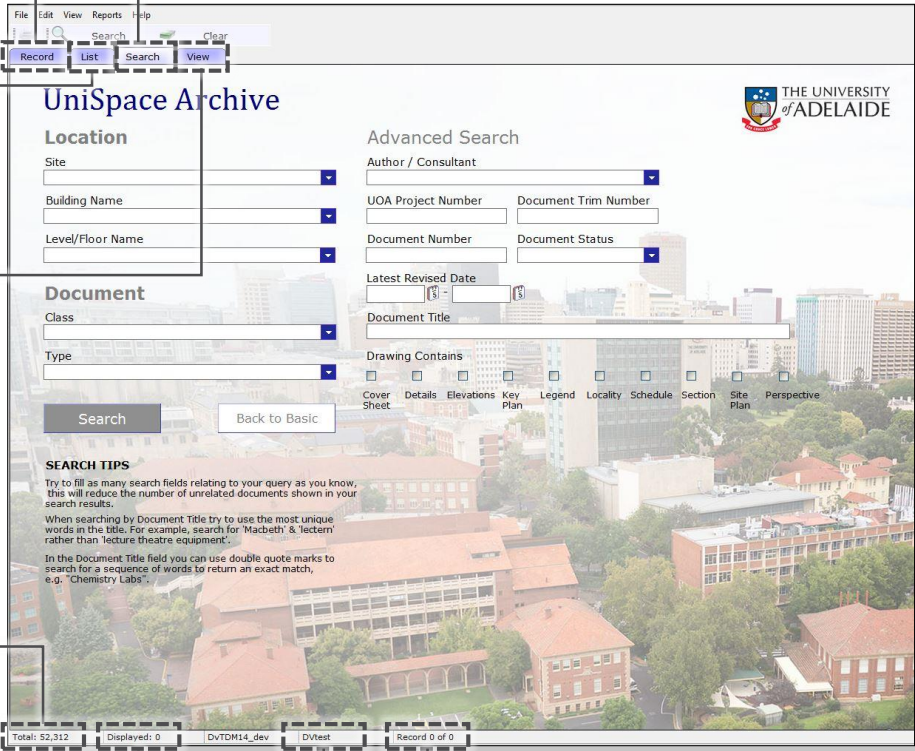 File Edit View Reports Help
Search Clear
Record List Search View
UniSpace Archive
THE UNIVERSITY
of ADELAIDE
Location
Site
Building Name
Level/Floor Name
Document
Class
Type
Search Back to Basic
Advanced Search
Author / Consultant
UOA Project Number Document Trim Number
Document Number Document Status
Latest Revised Date
-
Document Title
Drawing Contains
Cover Details Elevations Key Legend Locality Schedule Section Site Perspective
Sheet Plan Plan
SEARCH TIPS
Try to fill as many search fields relating to your query as you know,
this will reduce the number of unrelated documents shown in your
search results.
When searching by Document Title try to use the most unique
words in the title. For example, search for 'Macbeth' & 'lectern'
rather than 'lecture theatre equipment'.
In the Document Title field you can use double quote marks to
search for a sequence of words to return an exact match,
e.g. "Chemistry Labs".
Total: 52,312 Displayed: 0 DvTDM14_dev DVtest Record 0 of 0